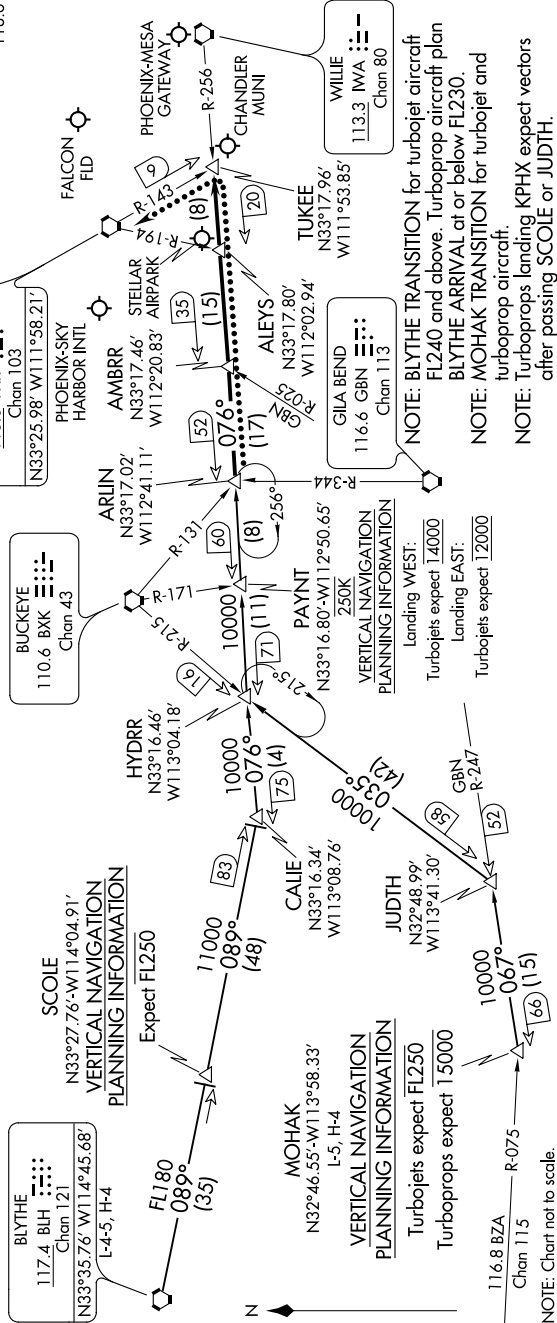 BLYTHE
117.4 BLH
Chan 121
N33°35.76' W114°45.68'
L-4-5, H-4
FL180
089°
(35)
SCOLE
N33°27.76'-W114°04.91'
VERTICAL NAVIGATION
PLANNING INFORMATION
Expect FL250
11000
089°
(48)
83
CALIE
N33°16.34'
W113°08.76'
75
10000
076°
(4)
HYDRR
N33°16.46'
W113°04.18'
BUCKEYE
110.6 BXK
Chan 43
R-215
16
R-171
R-131
71
215°
10000
(11)
60
PAYNT
N33°16.80'-W112°50.65'
250K
VERTICAL NAVIGATION
PLANNING INFORMATION
Landing WEST:
Turbojets expect 14000
Landing EAST:
Turbojets expect 12000
(8)
256°
ARLIN
N33°17.02'
W112°41.11'
52
076°
(17)
R-344
GILA BEND
116.6 GBN
Chan 113
AMBRR
N33°17.46'
W112°20.83'
35
(15)
GBN
R-025
ALEYS
N33°17.80'
W112°02.94'
20
(8)
STELLAR
AIRPARK
R-194
R-143
9
Chan 103
N33°25.98' W111°58.21'
PHOENIX-SKY
HARBOR INTL
FALCON
FLD
PHOENIX-MESA
GATEWAY
R-256
CHANDLER
MUNI
TUKEE
N33°17.96'
W111°53.85'
WILLIE
113.3 IWA
Chan 80
MOHAK
N32°46.55'-W113°58.33'
L-5, H-4
VERTICAL NAVIGATION
PLANNING INFORMATION
Turbojets expect FL250
Turboprops expect 15000
116.8 BZA
Chan 115
R-075
66
10000
067°
(15)
JUDTH
N32°48.99'
W113°41.30'
58
52
GBN
R-247
10000
035°
(42)
N
NOTE: BLYTHE TRANSITION for turbojet aircraft
FL240 and above. Turboprop aircraft plan
BLYTHE ARRIVAL at or below FL230.
NOTE: MOHAK TRANSITION for turbojet and
turboprop aircraft.
NOTE: Turboprops landing KPHX expect vectors
after passing SCOLE or JUDTH.
NOTE: Chart not to scale.